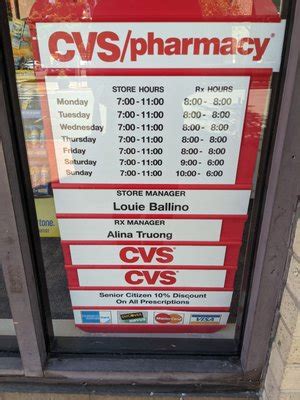 CVS/pharmacy
STORE HOURS Rx HOURS
Monday 7:00-11:00 8:00 - 8:00
Tuesday 7:00-11:00 8:00 - 8:00
Wednesday 7:00-11:00 8:00 - 8:00
Thursday 7:00-11:00 8:00 - 8:00
Friday 7:00-11:00 8:00 - 8:00
Saturday 7:00-11:00 9:00 - 6:00
Sunday 7:00-11:00 10:00 - 6:00
STORE MANAGER
Louie Ballino
RX MANAGER
Alina Truong
CVS
CVS
Senior Citizen 10% Discount
On All Prescriptions
DISCOVER MasterCard VISA